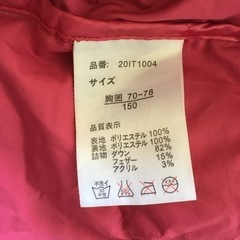 品番: 20IT1004
サイズ
胸囲 70-78
150
品質表示
表地 ポリエステル 100%
裏地 ポリエステル 100%
詰物 ダウン 82%
フェザー 15%
アクリル 3%